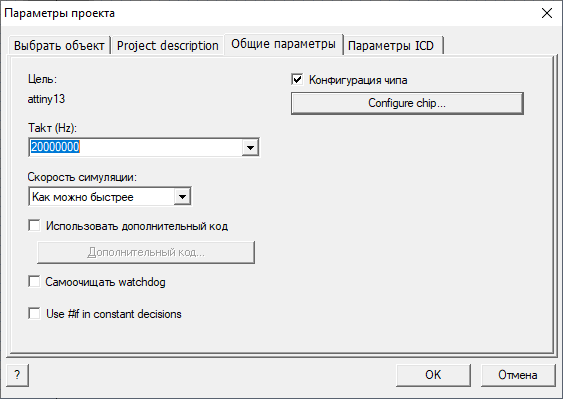 Параметры проекта
Выбрать объект
Project description
Общие параметры
Параметры ICD
Цель:
attiny13
Такт (Hz):
20000000
Скорость симуляции:
Как можно быстрее
Использовать дополнительный код
Дополнительный код...
Самоочищать watchdog
Use #if in constant decisions
Конфигурация чипа
Configure chip...
?
OK
Отмена